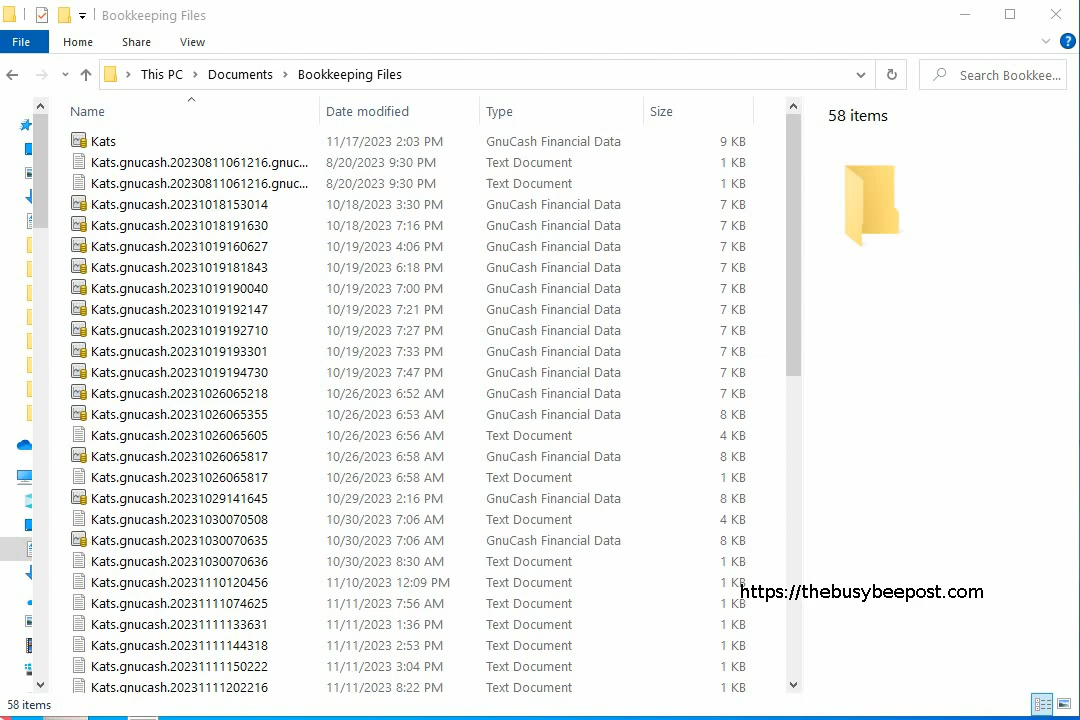 Bookkeeping Files
File Home Share View
This PC Documents Bookkeeping Files Search Bookkee...
Name Date modified Type Size
58 items
Kats 11/17/2023 2:03 PM GnuCash Financial Data 9 KB
Kats.gnucash.20230811061216.gnuc... 8/20/2023 9:30 PM Text Document 1 KB
Kats.gnucash.20230811061216.gnuc... 8/20/2023 9:30 PM Text Document 1 KB
Kats.gnucash.20231018153014 10/18/2023 3:30 PM GnuCash Financial Data 7 KB
Kats.gnucash.20231018191630 10/18/2023 7:16 PM GnuCash Financial Data 7 KB
Kats.gnucash.20231019160627 10/19/2023 4:06 PM GnuCash Financial Data 7 KB
Kats.gnucash.20231019181843 10/19/2023 6:18 PM GnuCash Financial Data 7 KB
Kats.gnucash.20231019190040 10/19/2023 7:00 PM GnuCash Financial Data 7 KB
Kats.gnucash.20231019192147 10/19/2023 7:21 PM GnuCash Financial Data 7 KB
Kats.gnucash.20231019192710 10/19/2023 7:27 PM GnuCash Financial Data 7 KB
Kats.gnucash.20231019193301 10/19/2023 7:33 PM GnuCash Financial Data 7 KB
Kats.gnucash.20231019194730 10/19/2023 7:47 PM GnuCash Financial Data 7 KB
Kats.gnucash.20231026065218 10/26/2023 6:52 AM GnuCash Financial Data 7 KB
Kats.gnucash.20231026065355 10/26/2023 6:53 AM GnuCash Financial Data 8 KB
Kats.gnucash.20231026065605 10/26/2023 6:56 AM Text Document 4 KB
Kats.gnucash.20231026065817 10/26/2023 6:58 AM GnuCash Financial Data 8 KB
Kats.gnucash.20231026065817 10/26/2023 6:58 AM Text Document 1 KB
Kats.gnucash.20231029141645 10/29/2023 2:16 PM GnuCash Financial Data 8 KB
Kats.gnucash.20231030070508 10/30/2023 7:06 AM Text Document 4 KB
Kats.gnucash.20231030070635 10/30/2023 7:06 AM GnuCash Financial Data 8 KB
Kats.gnucash.20231030070636 10/30/2023 8:30 AM Text Document 1 KB
Kats.gnucash.20231110120456 11/10/2023 12:09 PM Text Document 1 KB
https://thebusybeepost.com
Kats.gnucash.20231111074625 11/11/2023 7:56 AM Text Document 1 KB
Kats.gnucash.20231111133631 11/11/2023 1:36 PM Text Document 1 KB
Kats.gnucash.20231111144318 11/11/2023 2:53 PM Text Document 1 KB
Kats.gnucash.20231111150222 11/11/2023 3:04 PM Text Document 1 KB
Kats.gnucash.20231111202216 11/11/2023 8:22 PM Text Document 1 KB
58 items